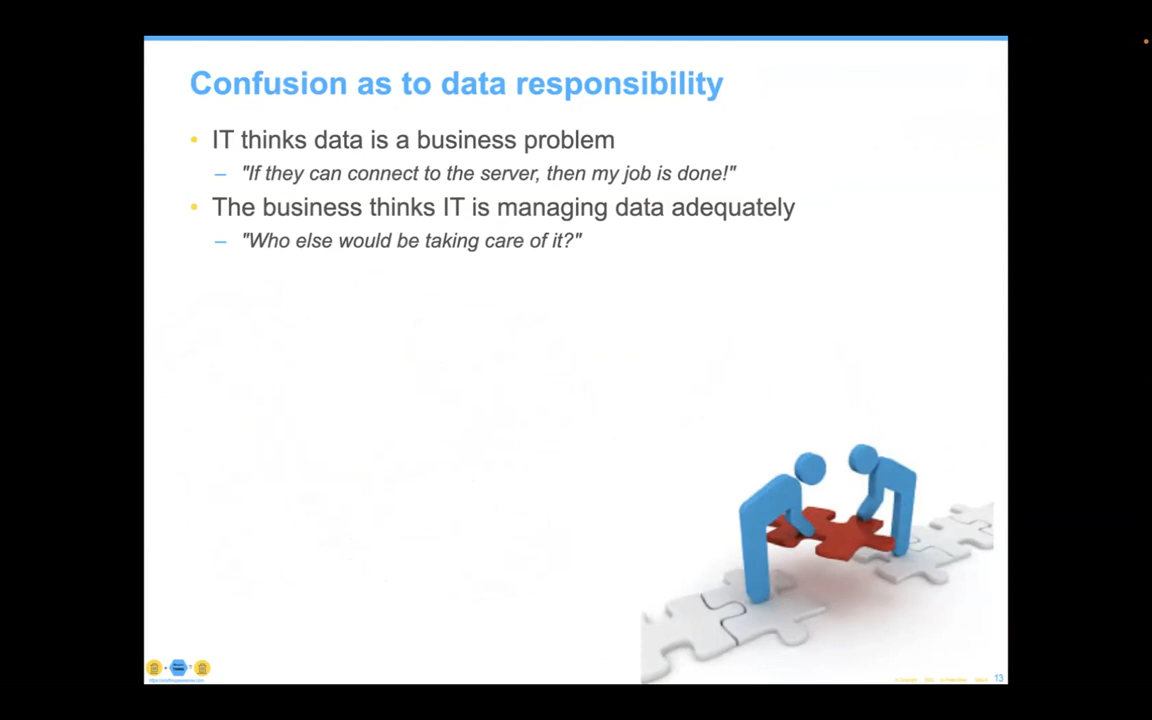 Confusion as to data responsibility
• IT thinks data is a business problem
– "If they can connect to the server, then my job is done!"
• The business thinks IT is managing data adequately
– "Who else would be taking care of it?"
13